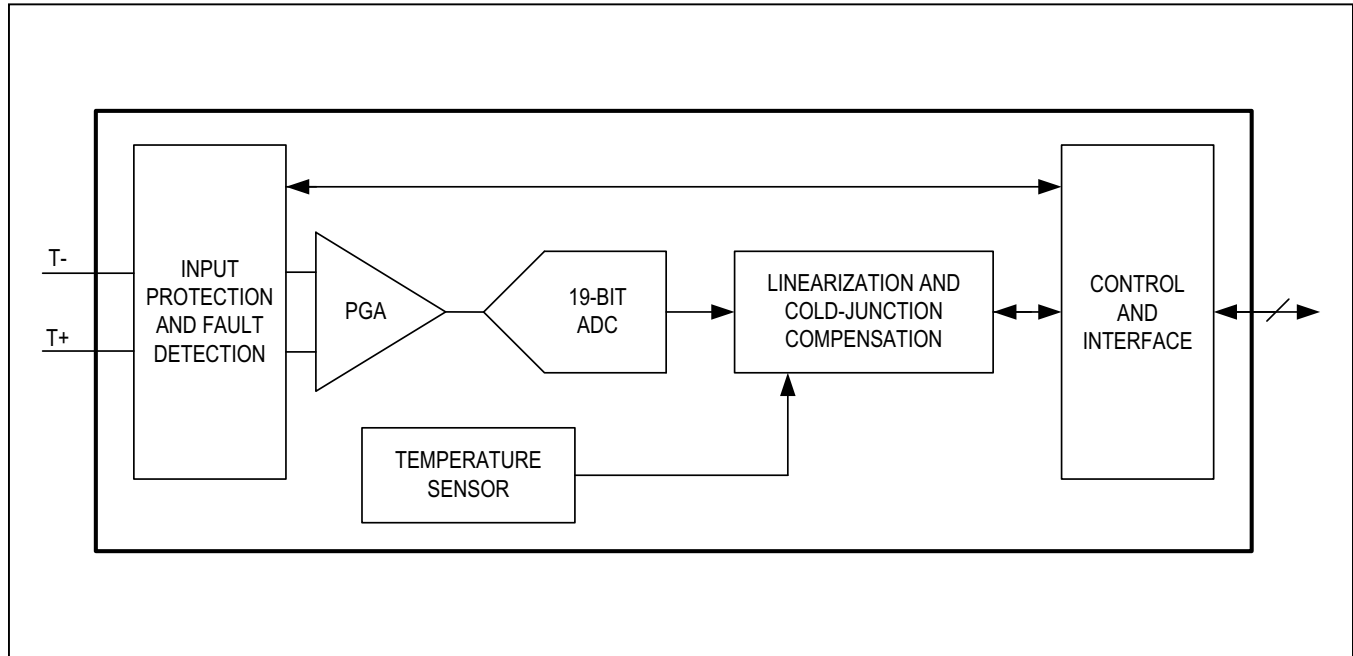 T-
T+
INPUT
PROTECTION
AND FAULT
DETECTION
PGA
19-BIT
ADC
LINEARIZATION AND
COLD-JUNCTION
COMPENSATION
CONTROL
AND
INTERFACE
TEMPERATURE
SENSOR